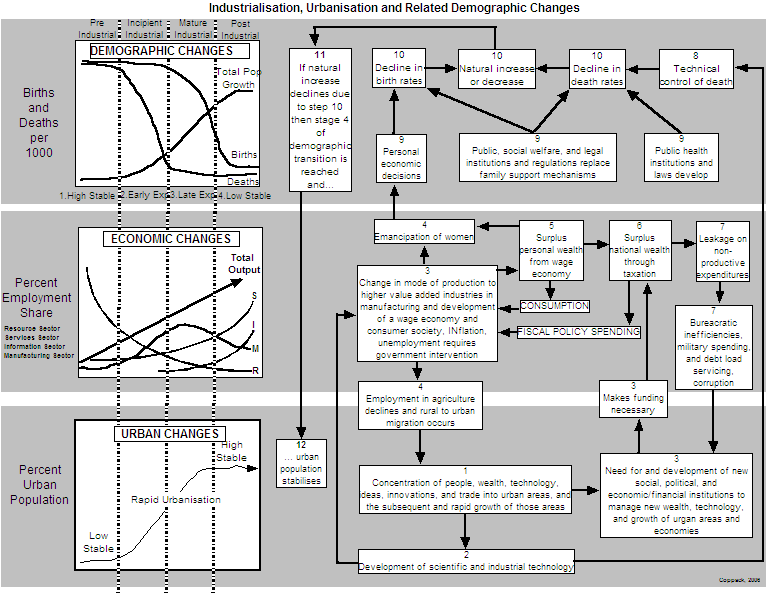 Industrialisation, Urbanisation and Related Demographic Changes
Pre
Industrial
Incipient
Industrial
Mature
Industrial
Post
Industrial
DEMOGRAPHIC CHANGES
Births
and
Deaths
per
1000
Total Pop
Growth
Births
Deaths
1.High Stable
2.Early Exp
3.Late Exp
4.Low Stable
11
If natural
increase
declines due
to step 10
then stage 4
of
demographic
transition is
reached
and...
10
Decline in
birth rates
10
Natural increase
or decrease
10
Decline in
death rates
8
Technical
control of death
9
Personal
economic
decisions
9
Public, social welfare, and legal
institutions and regulations replace
family support mechanisms
9
Public health
institutions and
laws develop
ECONOMIC CHANGES
Percent
Employment
Share
Resource Sector
Services Sector
Information Sector
Manufacturing Sector
Total
Output
S
I
M
R
4
Emancipation of women
5
Surplus
personal wealth
from wage
economy
6
Surplus
national wealth
through
taxation
7
Leakage on
non-
productive
expenditures
3
Change in mode of production to
higher value added industries in
manufacturing and development
of a wage economy and
consumer society, INflation,
unemployment requires
government intervention
CONSUMPTION
FISCAL POLICY SPENDING
7
Bureacratic
inefficiencies,
military spending,
and debt load
servicing,
corruption
4
Employment in agriculture
declines and rural to urban
migration occurs
3
Makes funding
necessary
URBAN CHANGES
Percent
Urban
Population
High
Stable
Rapid Urbanisation
Low
Stable
12
... urban
population
stabilises
1
Concentration of people, wealth, technology,
ideas, innovations, and trade into urban areas, and
the subsequent and rapid growth of those areas
3
Need for and development of new
social, political, and
economic/financial institutions to
manage new wealth, technology,
and growth of urgan areas and
economies
2
Development of scientific and industrial technology
Coppack, 2006